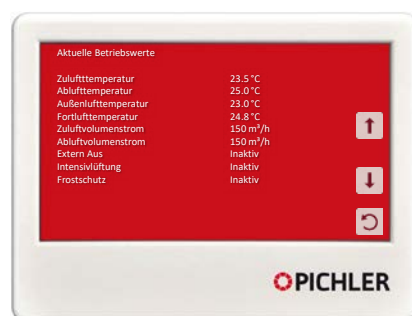 Aktuelle Betriebswerte
Zulufttemperatur 23.5 °C
Ablufttemperatur 25.0 °C
Außenlufttemperatur 23.0 °C
Fortlufttemperatur 24.8 °C
Zuluftvolumenstrom 150 m³/h
Abluftvolumenstrom 150 m³/h
Extern Aus Inaktiv
Intensivlüftung Inaktiv
Frostschutz Inaktiv
PICHLER